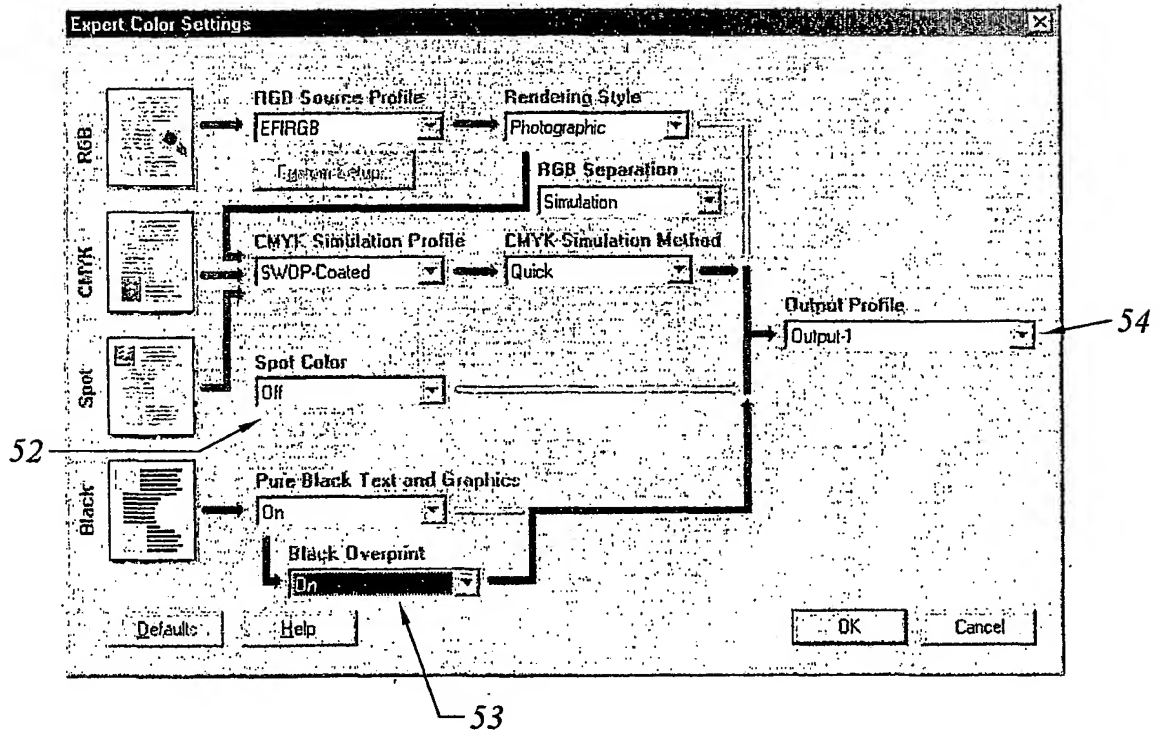 Expert Color Settings
RGB
RGB Source Profile
EFIRGB
Rendering Style
Photographic
RGB Separation
Simulation
CMYK
CMYK Simulation Profile
SWOP-Coated
CMYK Simulation Method
Quick
Output Profile
Output-1
54
Spot
Spot Color
Off
52
Black
Pure Black Text and Graphics
On
Black Overprint
On
Defaults
Help
OK
Cancel
53